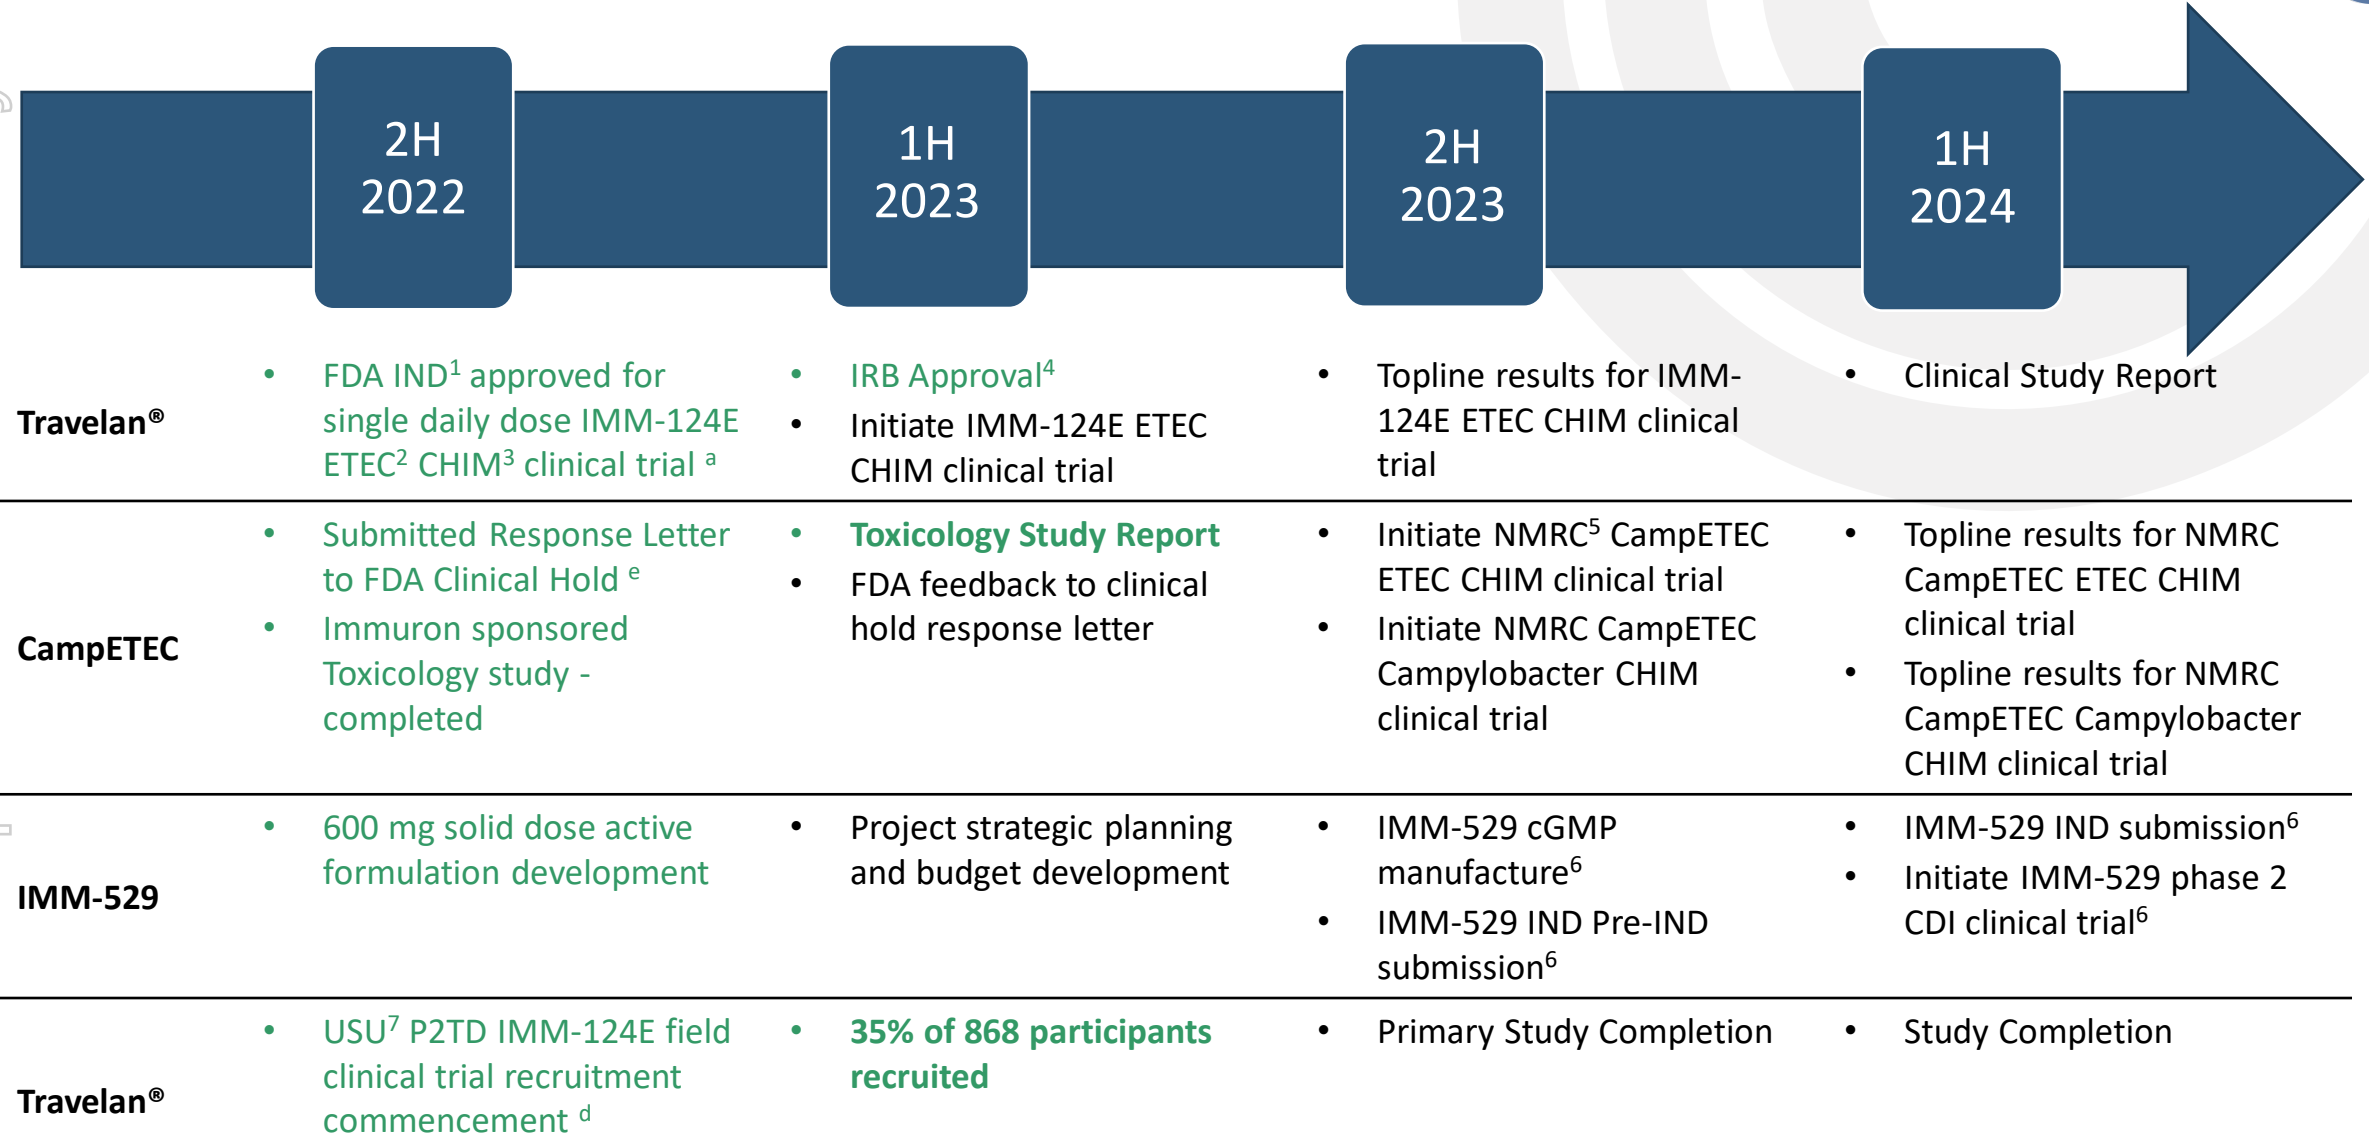 2H
2022
1H
2023
2H
2023
1H
2024
Travelan®
• FDA IND¹ approved for
single daily dose IMM-124E
ETEC² CHIM³ clinical trial ᵃ
• IRB Approval⁴
• Initiate IMM-124E ETEC
CHIM clinical trial
• Topline results for IMM-
124E ETEC CHIM clinical
trial
• Clinical Study Report
CampETEC
• Submitted Response Letter
to FDA Clinical Hold ᵉ
• Immuron sponsored
Toxicology study -
completed
• Toxicology Study Report
• FDA feedback to clinical
hold response letter
• Initiate NMRC⁵ CampETEC
ETEC CHIM clinical trial
• Initiate NMRC CampETEC
Campylobacter CHIM
clinical trial
• Topline results for NMRC
CampETEC ETEC CHIM
clinical trial
• Topline results for NMRC
CampETEC Campylobacter
CHIM clinical trial
IMM-529
• 600 mg solid dose active
formulation development
• Project strategic planning
and budget development
• IMM-529 cGMP
manufacture⁶
• IMM-529 IND Pre-IND
submission⁶
• IMM-529 IND submission⁶
• Initiate IMM-529 phase 2
CDI clinical trial⁶
Travelan®
• USU⁷ P2TD IMM-124E field
clinical trial recruitment
commencement ᵈ
• 35% of 868 participants
recruited
• Primary Study Completion
• Study Completion